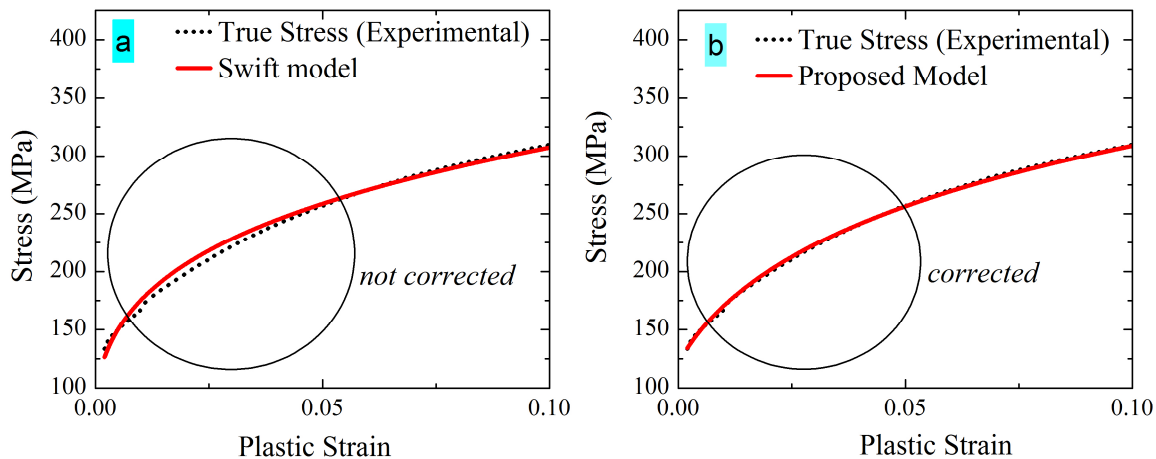 a
True Stress (Experimental)
Swift model
400
350
300
250
200
150
100
Stress (MPa)
not corrected
0.00
0.05
0.10
Plastic Strain
b
True Stress (Experimental)
Proposed Model
400
350
300
250
200
150
100
Stress (MPa)
corrected
0.00
0.05
0.10
Plastic Strain